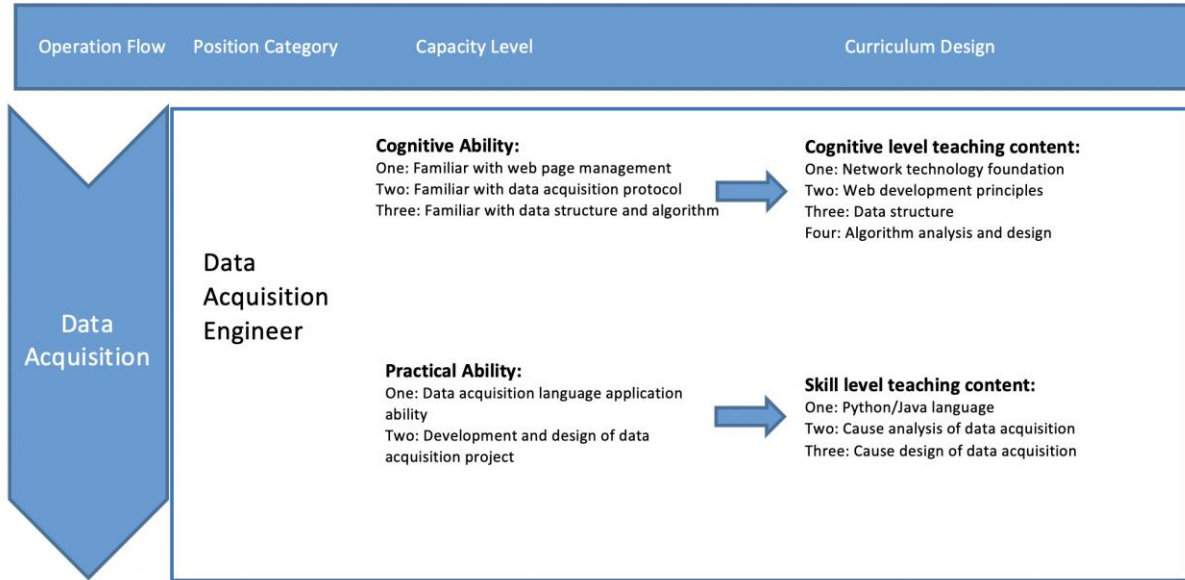 Operation Flow
Position Category
Capacity Level
Curriculum Design
Data
Acquisition
Data
Acquisition
Engineer
Cognitive Ability:
One: Familiar with web page management
Two: Familiar with data acquisition protocol
Three: Familiar with data structure and algorithm
Cognitive level teaching content:
One: Network technology foundation
Two: Web development principles
Three: Data structure
Four: Algorithm analysis and design
Practical Ability:
One: Data acquisition language application
ability
Two: Development and design of data
acquisition project
Skill level teaching content:
One: Python/Java language
Two: Cause analysis of data acquisition
Three: Cause design of data acquisition